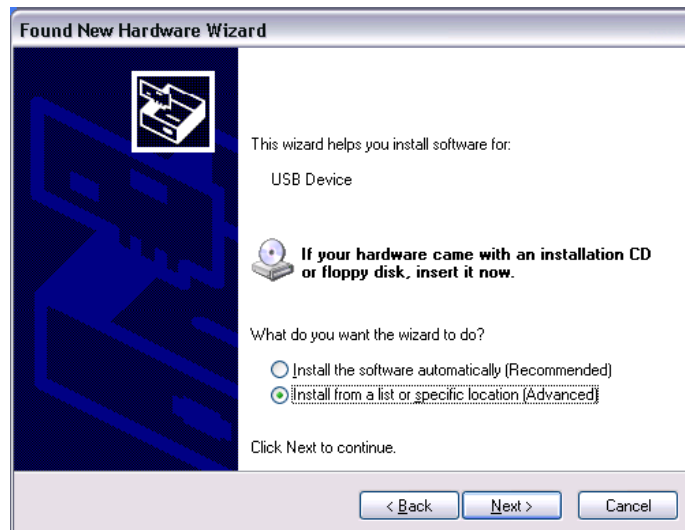 Found New Hardware Wizard
This wizard helps you install software for:
USB Device
If your hardware came with an installation CD
or floppy disk, insert it now.
What do you want the wizard to do?
Install the software automatically (Recommended)
Install from a list or specific location (Advanced)
Click Next to continue.
< Back Next > Cancel